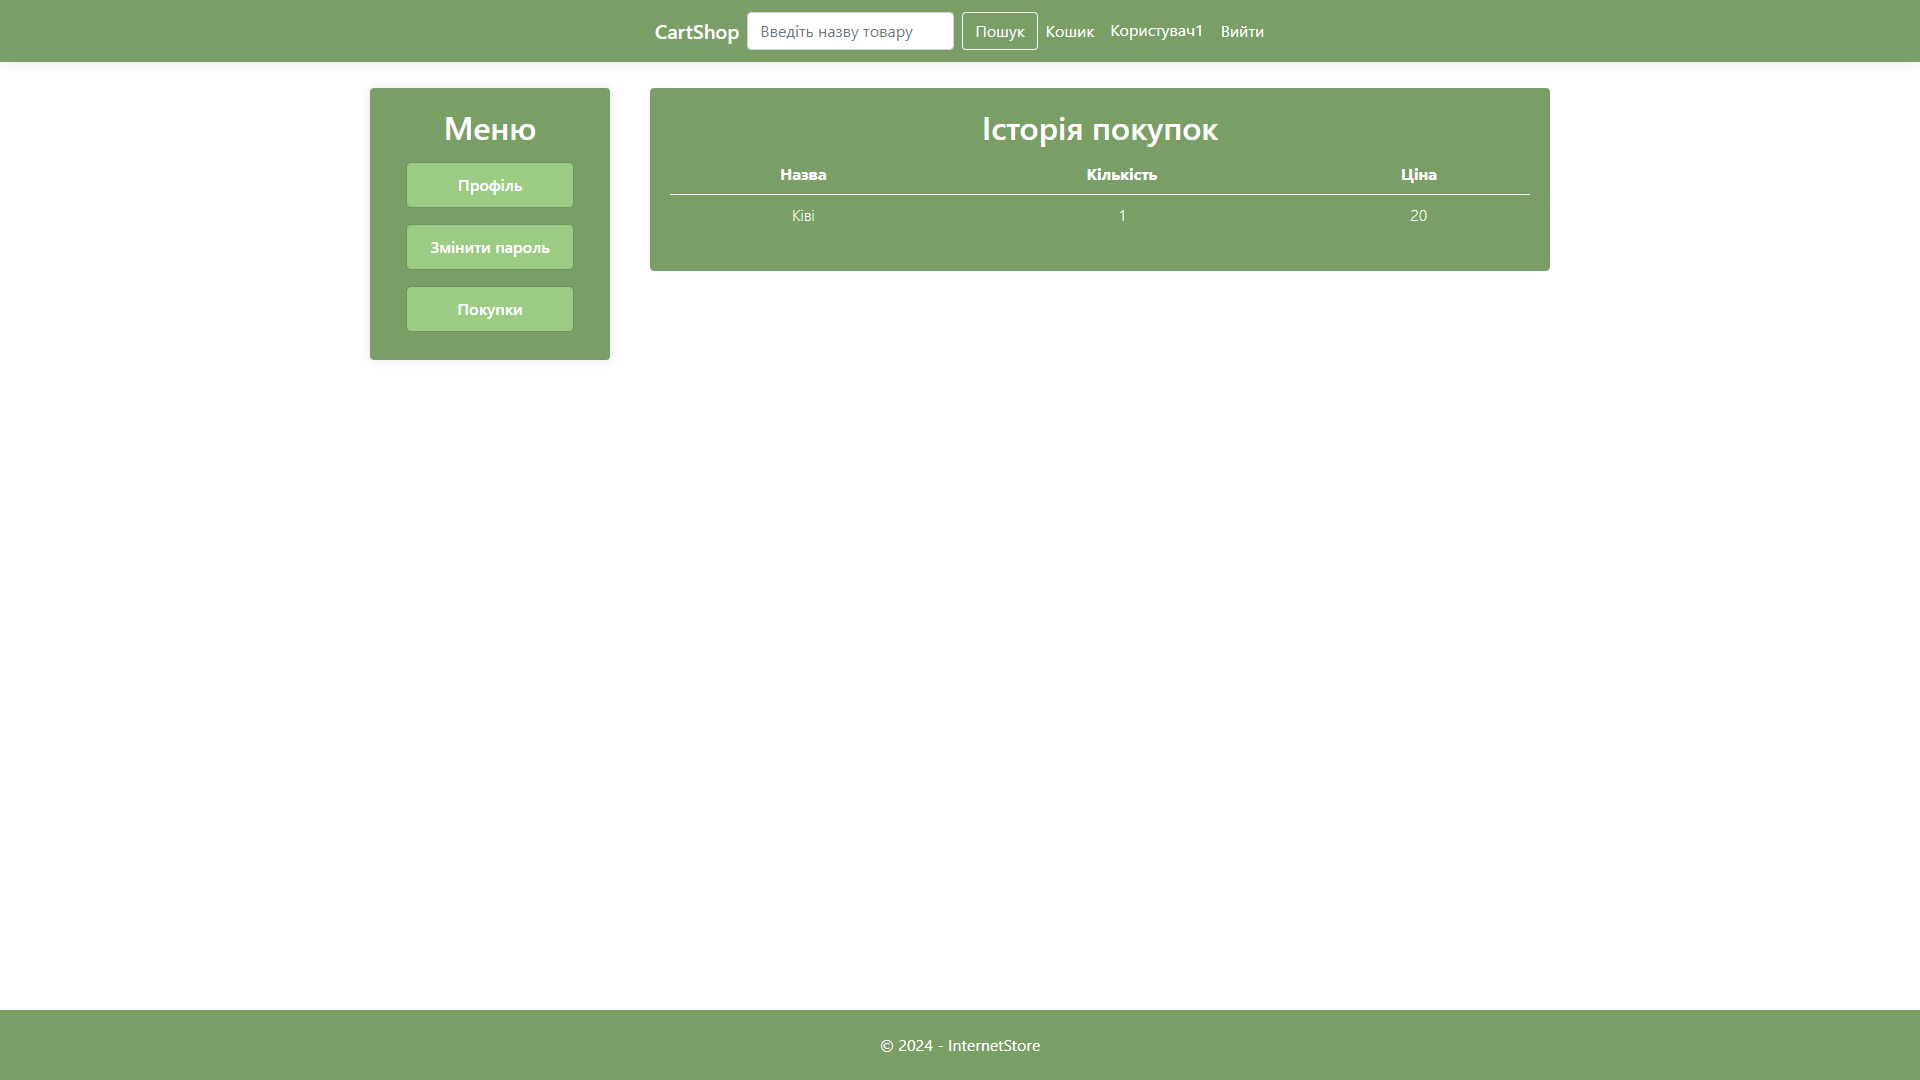 CartShop Введіть назву товару Пошук Кошик Користувач1 Вийти
Меню
Профіль
Змінити пароль
Покупки
Історія покупок
Назва Кількість Ціна
Ківі 1 20
© 2024 - InternetStore